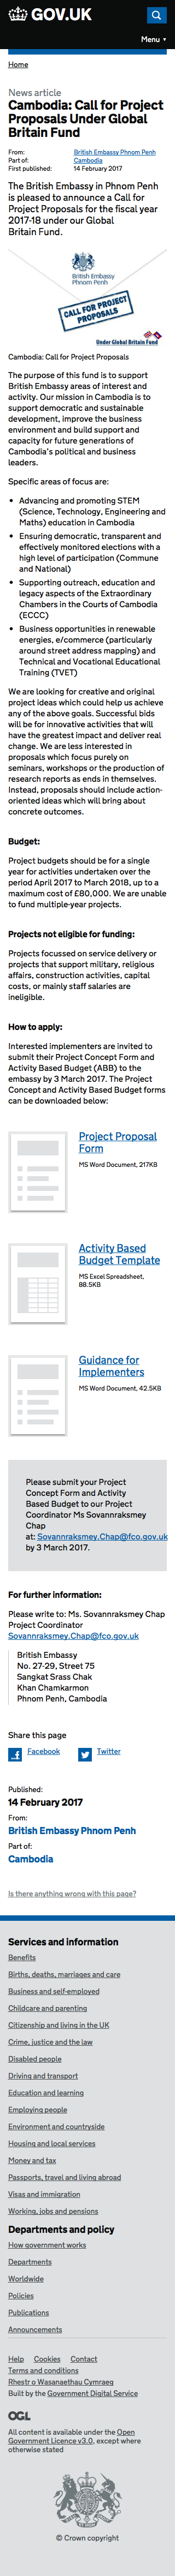 GOV.UK
Menu ▼
Home
News article
Cambodia: Call for Project
Proposals Under Global
Britain Fund
From: British Embassy Phnom Penh
Part of: Cambodia
First published: 14 February 2017
The British Embassy in Phnom Penh
is pleased to announce a Call for
Project Proposals for the fiscal year
2017-18 under our Global
Britain Fund.
British Embassy
Phnom Penh
CALL FOR PROJECT
PROPOSALS
Under Global Britain Fund
Cambodia: Call for Project Proposals
The purpose of this fund is to support
British Embassy areas of interest and
activity. Our mission in Cambodia is to
support democratic and sustainable
development, improve the business
environment and build support and
capacity for future generations of
Cambodia's political and business
leaders.
Specific areas of focus are:
• Advancing and promoting STEM
(Science, Technology, Engineering and
Maths) education in Cambodia
• Ensuring democratic, transparent and
effectively monitored elections with a
high level of participation (Commune
and National)
• Supporting outreach, education and
legacy aspects of the Extraordinary
Chambers in the Courts of Cambodia
(ECCC)
• Business opportunities in renewable
energies, e/commerce (particularly
around street address mapping) and
Technical and Vocational Educational
Training (TVET)
We are looking for creative and original
project ideas which could help us achieve
any of the above goals. Successful bids
will be for innovative activities that will
have the greatest impact and deliver real
change. We are less interested in
proposals which focus purely on
seminars, workshops or the production of
research reports as ends in themselves.
Instead, proposals should include action-
oriented ideas which will bring about
concrete outcomes.
Budget:
Project budgets should be for a single
year for activities undertaken over the
period April 2017 to March 2018, up to a
maximum cost of £80,000. We are unable
to fund multiple-year projects.
Projects not eligible for funding:
Projects focussed on service delivery or
projects that support military, religious
affairs, construction activities, capital
costs, or mainly staff salaries are
ineligible.
How to apply:
Interested implementers are invited to
submit their Project Concept Form and
Activity Based Budget (ABB) to the
embassy by 3 March 2017. The Project
Concept and Activity Based Budget forms
can be downloaded below:
Project Proposal
Form
MS Word Document, 217KB
Activity Based
Budget Template
MS Excel Spreadsheet,
88.5KB
Guidance for
Implementers
MS Word Document, 42.5KB
Please submit your Project
Concept Form and Activity
Based Budget to our Project
Coordinator Ms Sovannraksmey
Chap
at: Sovannraksmey.Chap@fco.gov.uk
by 3 March 2017.
For further information:
Please write to: Ms. Sovannraksmey Chap
Project Coordinator
Sovannraksmey.Chap@fco.gov.uk
British Embassy
No. 27-29, Street 75
Sangkat Srass Chak
Khan Chamkarmon
Phnom Penh, Cambodia
Share this page
Facebook Twitter
Published:
14 February 2017
From:
British Embassy Phnom Penh
Part of:
Cambodia
Is there anything wrong with this page?
Services and information
Benefits
Births, deaths, marriages and care
Business and self-employed
Childcare and parenting
Citizenship and living in the UK
Crime, justice and the law
Disabled people
Driving and transport
Education and learning
Employing people
Environment and countryside
Housing and local services
Money and tax
Passports, travel and living abroad
Visas and immigration
Working, jobs and pensions
Departments and policy
How government works
Departments
Worldwide
Policies
Publications
Announcements
Help Cookies Contact
Terms and conditions
Rhestr o Wasanaethau Cymraeg
Built by the Government Digital Service
OGL
All content is available under the Open
Government Licence v3.0, except where
otherwise stated
© Crown copyright